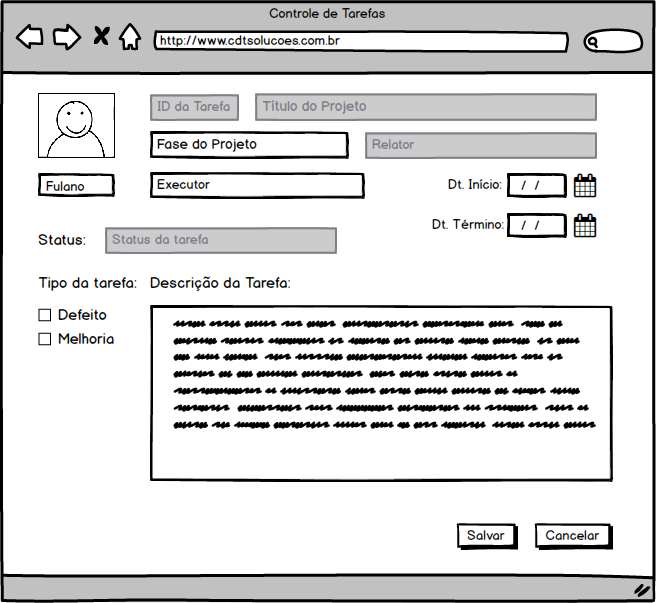 Controle de Tarefas
http://www.cdtsolucoes.com.br
ID da Tarefa
Título do Projeto
Fase do Projeto
Relator
Fulano
Executor
Dt. Início: / /
Dt. Término: / /
Status: Status da tarefa
Tipo da tarefa: Descrição da Tarefa:
Defeito
Melhoria
Salvar
Cancelar